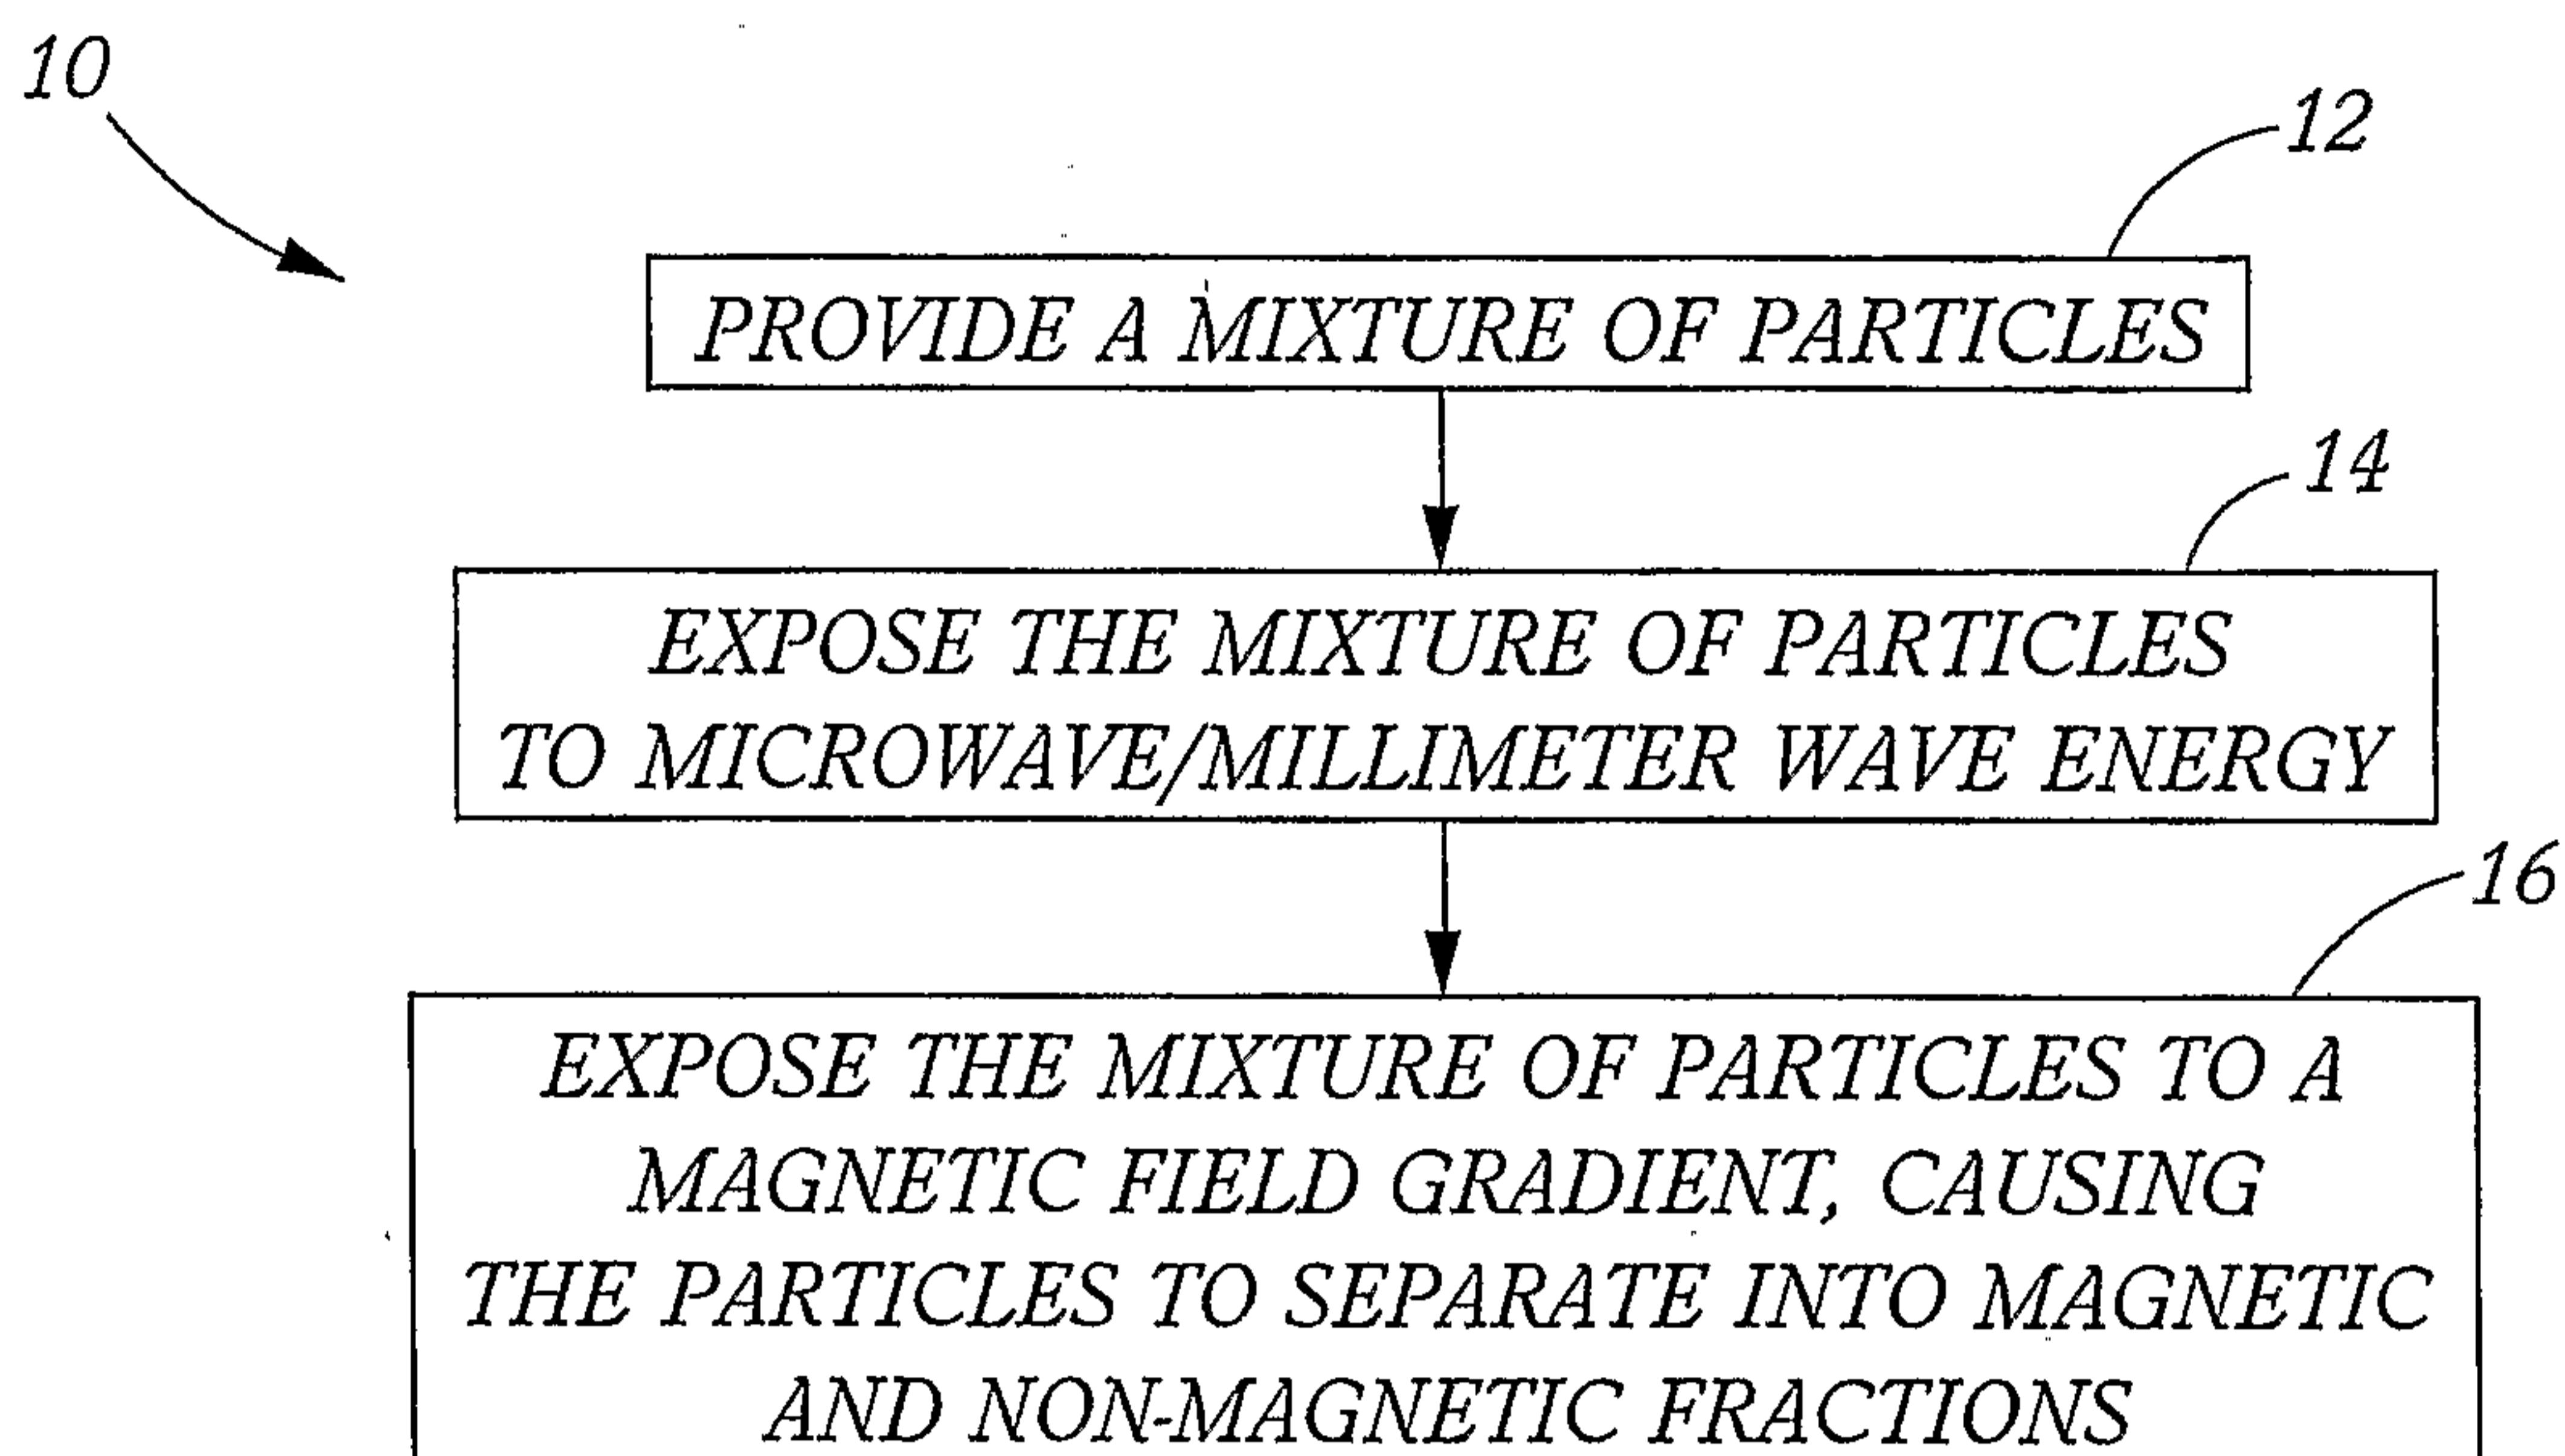 10
12
PROVIDE A MIXTURE OF PARTICLES
14
EXPOSE THE MIXTURE OF PARTICLES
TO MICROWAVE/MILLIMETER WAVE ENERGY
16
EXPOSE THE MIXTURE OF PARTICLES TO A
MAGNETIC FIELD GRADIENT, CAUSING
THE PARTICLES TO SEPARATE INTO MAGNETIC
AND NON-MAGNETIC FRACTIONS